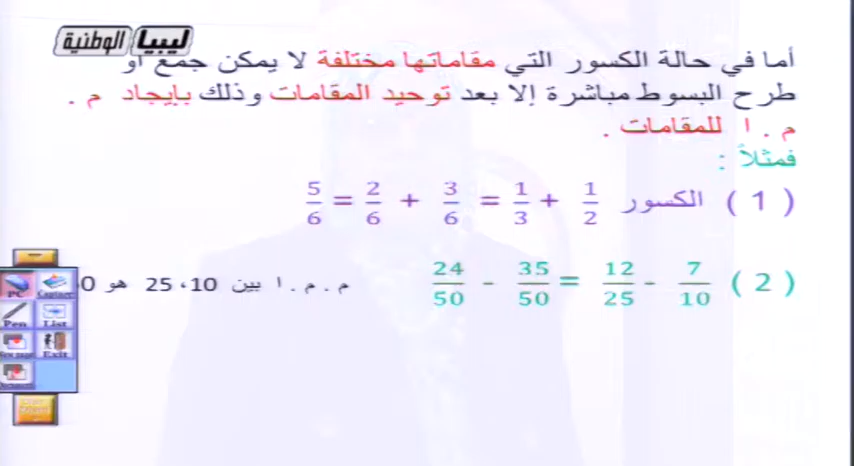 ليبيا الوطنية
أما في حالة الكسور التي مقاماتها مختلفة لا يمكن جمع أو
طرح البسوط مباشرة إلا بعد توحيد المقامات وذلك بإيجاد م .
م . ا للمقامات .
فمثلاً :
( 1 ) الكسور 1/2 + 1/3 = 3/6 + 2/6 = 5/6
( 2 ) 7/10 - 12/25 = 35/50 - 24/50 م . م . ا بين 10، 25 هو
PC Capture
Pen List
Exit